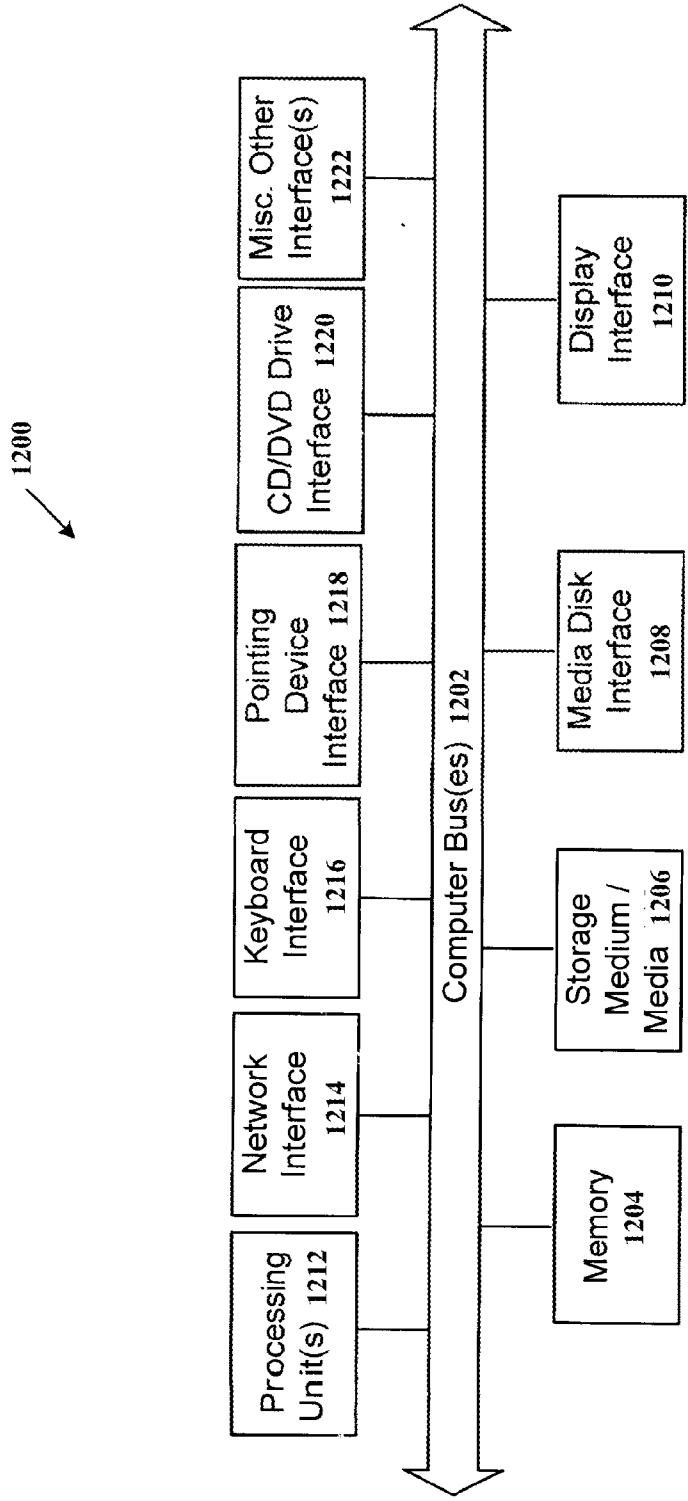 1200
Processing
Unit(s) 1212
Network
Interface
1214
Keyboard
Interface
1216
Pointing
Device
Interface 1218
CD/DVD Drive
Interface 1220
Misc. Other
Interface(s)
1222
Computer Bus(es) 1202
Memory
1204
Storage
Medium /
Media 1206
Media Disk
Interface
1208
Display
Interface
1210